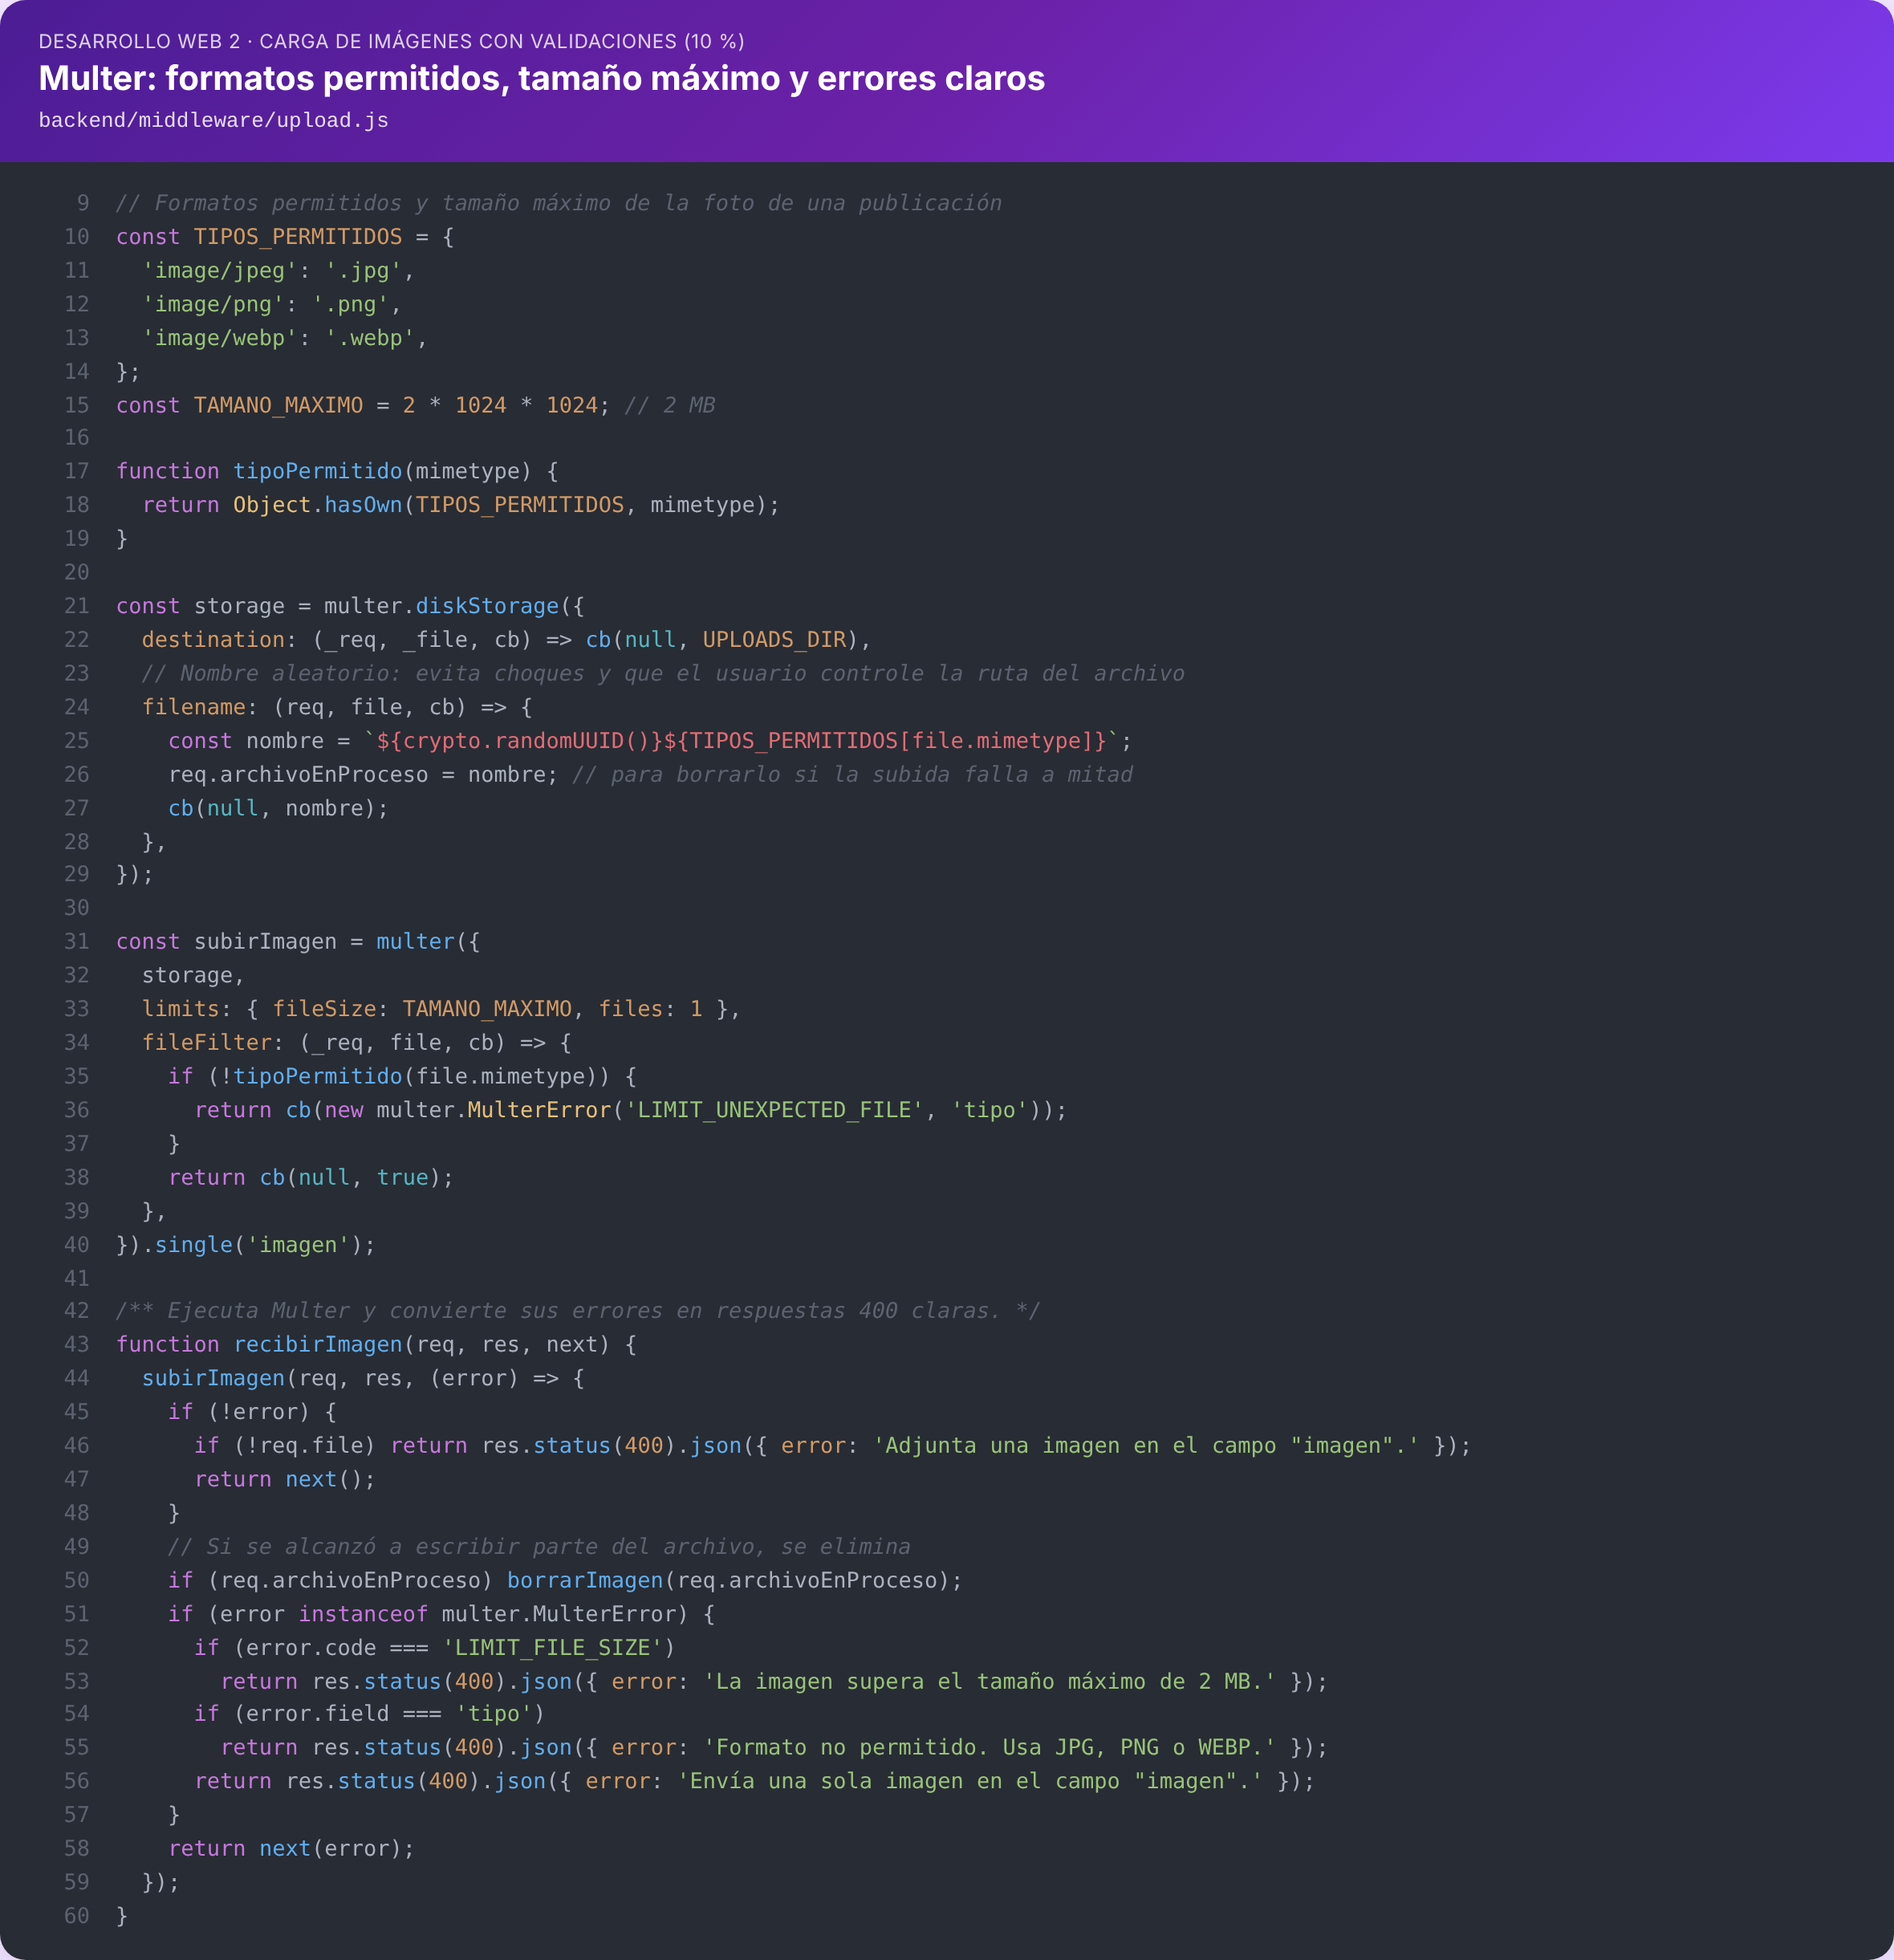 DESARROLLO WEB 2 · CARGA DE IMÁGENES CON VALIDACIONES (10 %)
Multer: formatos permitidos, tamaño máximo y errores claros
backend/middleware/upload.js
9 // Formatos permitidos y tamaño máximo de la foto de una publicación
10 const TIPOS_PERMITIDOS = {
11   'image/jpeg': '.jpg',
12   'image/png': '.png',
13   'image/webp': '.webp',
14 };
15 const TAMANO_MAXIMO = 2 * 1024 * 1024; // 2 MB
16
17 function tipoPermitido(mimetype) {
18   return Object.hasOwn(TIPOS_PERMITIDOS, mimetype);
19 }
20
21 const storage = multer.diskStorage({
22   destination: (_req, _file, cb) => cb(null, UPLOADS_DIR),
23   // Nombre aleatorio: evita choques y que el usuario controle la ruta del archivo
24   filename: (req, file, cb) => {
25     const nombre = `${crypto.randomUUID()}${TIPOS_PERMITIDOS[file.mimetype]}`;
26     req.archivoEnProceso = nombre; // para borrarlo si la subida falla a mitad
27     cb(null, nombre);
28   },
29 });
30
31 const subirImagen = multer({
32   storage,
33   limits: { fileSize: TAMANO_MAXIMO, files: 1 },
34   fileFilter: (_req, file, cb) => {
35     if (!tipoPermitido(file.mimetype)) {
36       return cb(new multer.MulterError('LIMIT_UNEXPECTED_FILE', 'tipo'));
37     }
38     return cb(null, true);
39   },
40 }).single('imagen');
41
42 /** Ejecuta Multer y convierte sus errores en respuestas 400 claras. */
43 function recibirImagen(req, res, next) {
44   subirImagen(req, res, (error) => {
45     if (!error) {
46       if (!req.file) return res.status(400).json({ error: 'Adjunta una imagen en el campo "imagen".' });
47       return next();
48     }
49     // Si se alcanzó a escribir parte del archivo, se elimina
50     if (req.archivoEnProceso) borrarImagen(req.archivoEnProceso);
51     if (error instanceof multer.MulterError) {
52       if (error.code === 'LIMIT_FILE_SIZE')
53         return res.status(400).json({ error: 'La imagen supera el tamaño máximo de 2 MB.' });
54       if (error.field === 'tipo')
55         return res.status(400).json({ error: 'Formato no permitido. Usa JPG, PNG o WEBP.' });
56       return res.status(400).json({ error: 'Envía una sola imagen en el campo "imagen".' });
57     }
58     return next(error);
59   });
60 }